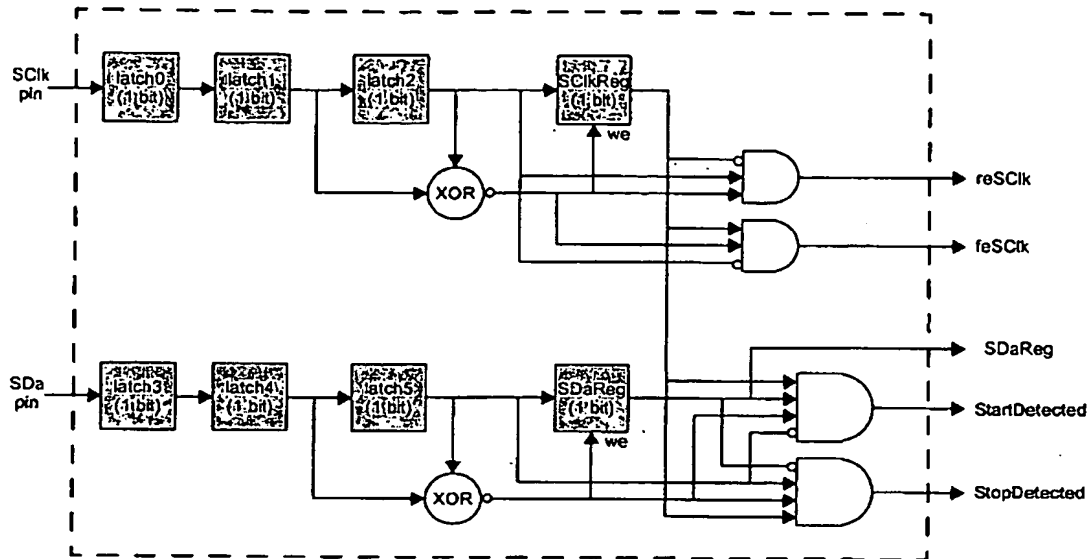 SClk
pin
latch0
(1 bit)
latch1
(1 bit)
latch2
(1 bit)
SClkReg
(1 bit)
we
XOR
reSClk
feSClk
SDa
pin
latch3
(1 bit)
latch4
(1 bit)
latch5
(1 bit)
SDaReg
(1 bit)
we
XOR
SDaReg
StartDetected
StopDetected